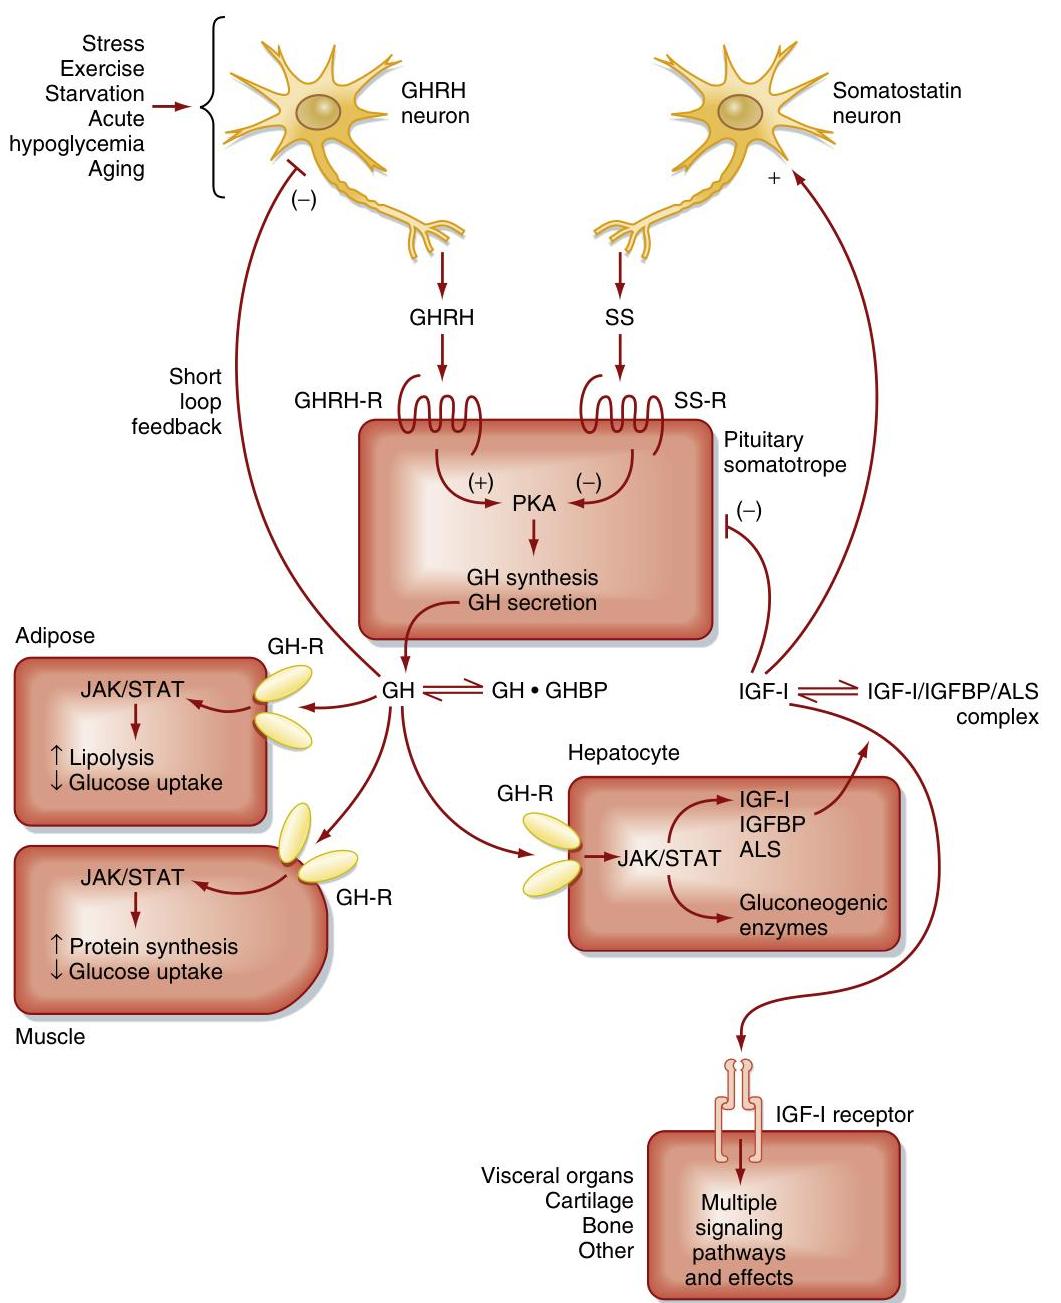 Stress
Exercise
Starvation
Acute
hypoglycemia
Aging
GHRH
neuron
Somatostatin
neuron
(–)
+
GHRH
SS
Short
loop
feedback
GHRH-R
SS-R
Pituitary
somatotrope
(+)
(–)
PKA
(–)
GH synthesis
GH secretion
Adipose
GH-R
JAK/STAT
↑ Lipolysis
↓ Glucose uptake
GH
GH • GHBP
IGF-I
IGF-I/IGFBP/ALS
complex
Hepatocyte
GH-R
IGF-I
IGFBP
ALS
JAK/STAT
Gluconeogenic
enzymes
JAK/STAT
GH-R
↑ Protein synthesis
↓ Glucose uptake
Muscle
IGF-I receptor
Visceral organs
Cartilage
Bone
Other
Multiple
signaling
pathways
and effects